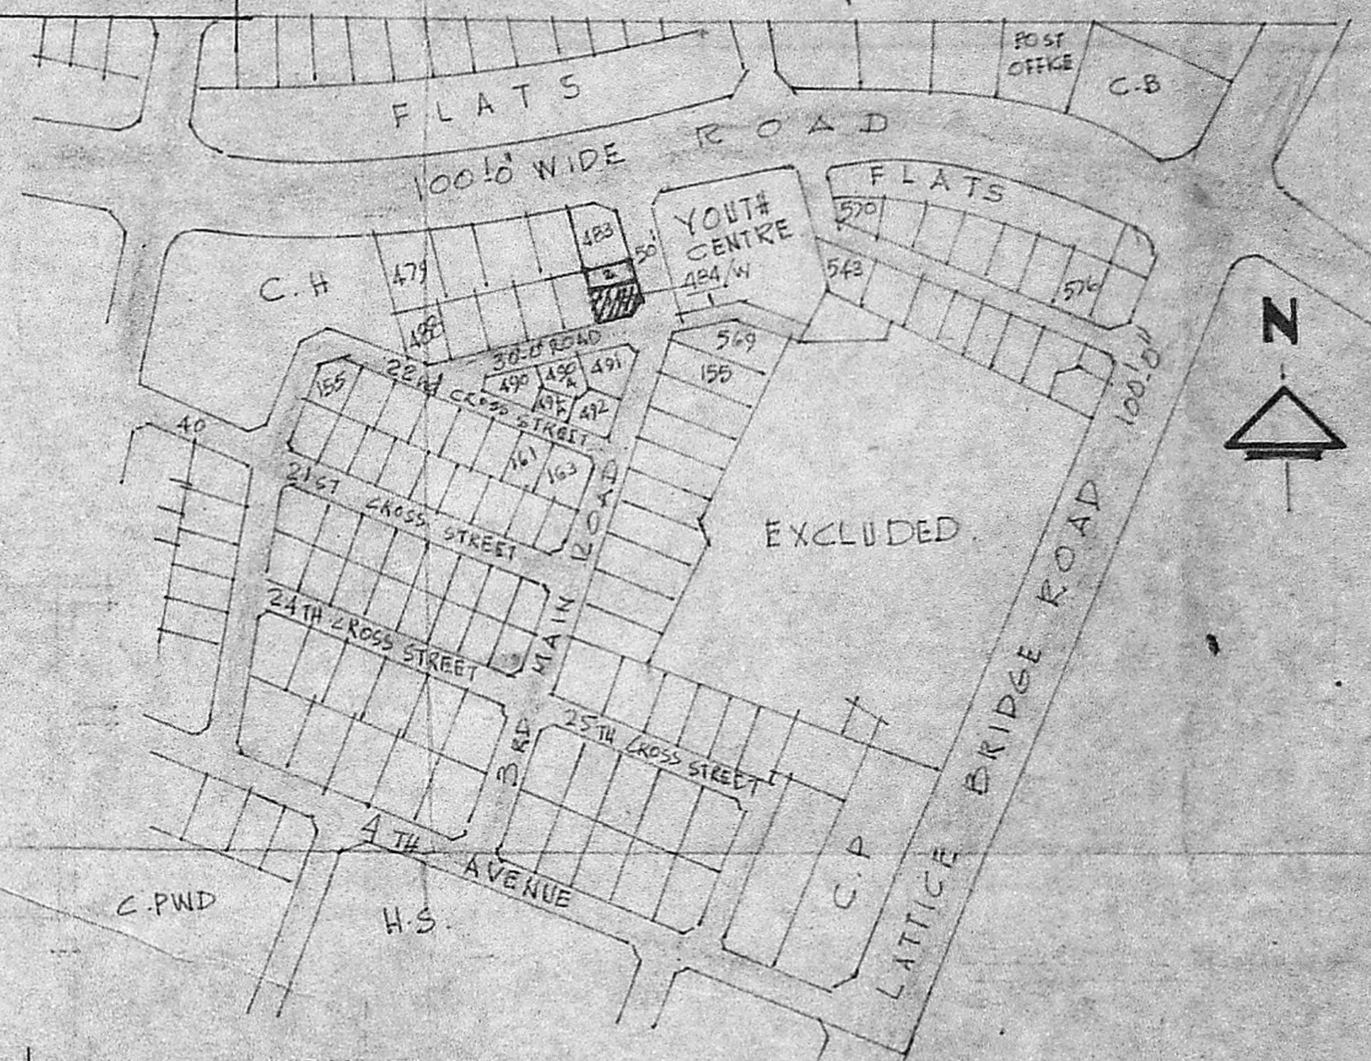 POST
OFFICE
C.B
FLATS
ROAD
100'.0" WIDE
FLATS
YOUTH
CENTRE
484/W
50'
483
2
570
543
576
479
C.H
488
30'-0" ROAD
569
155
155
22nd CROSS STREET
490
490
A
491
492
N
100'.0"
40
161
163
21ST CROSS STREET
EXCLUDED
24TH CROSS STREET
3RD MAIN ROAD
25TH CROSS STREET
LATTICE BRIDGE ROAD
4TH AVENUE
C.P
C.PWD
H.S.